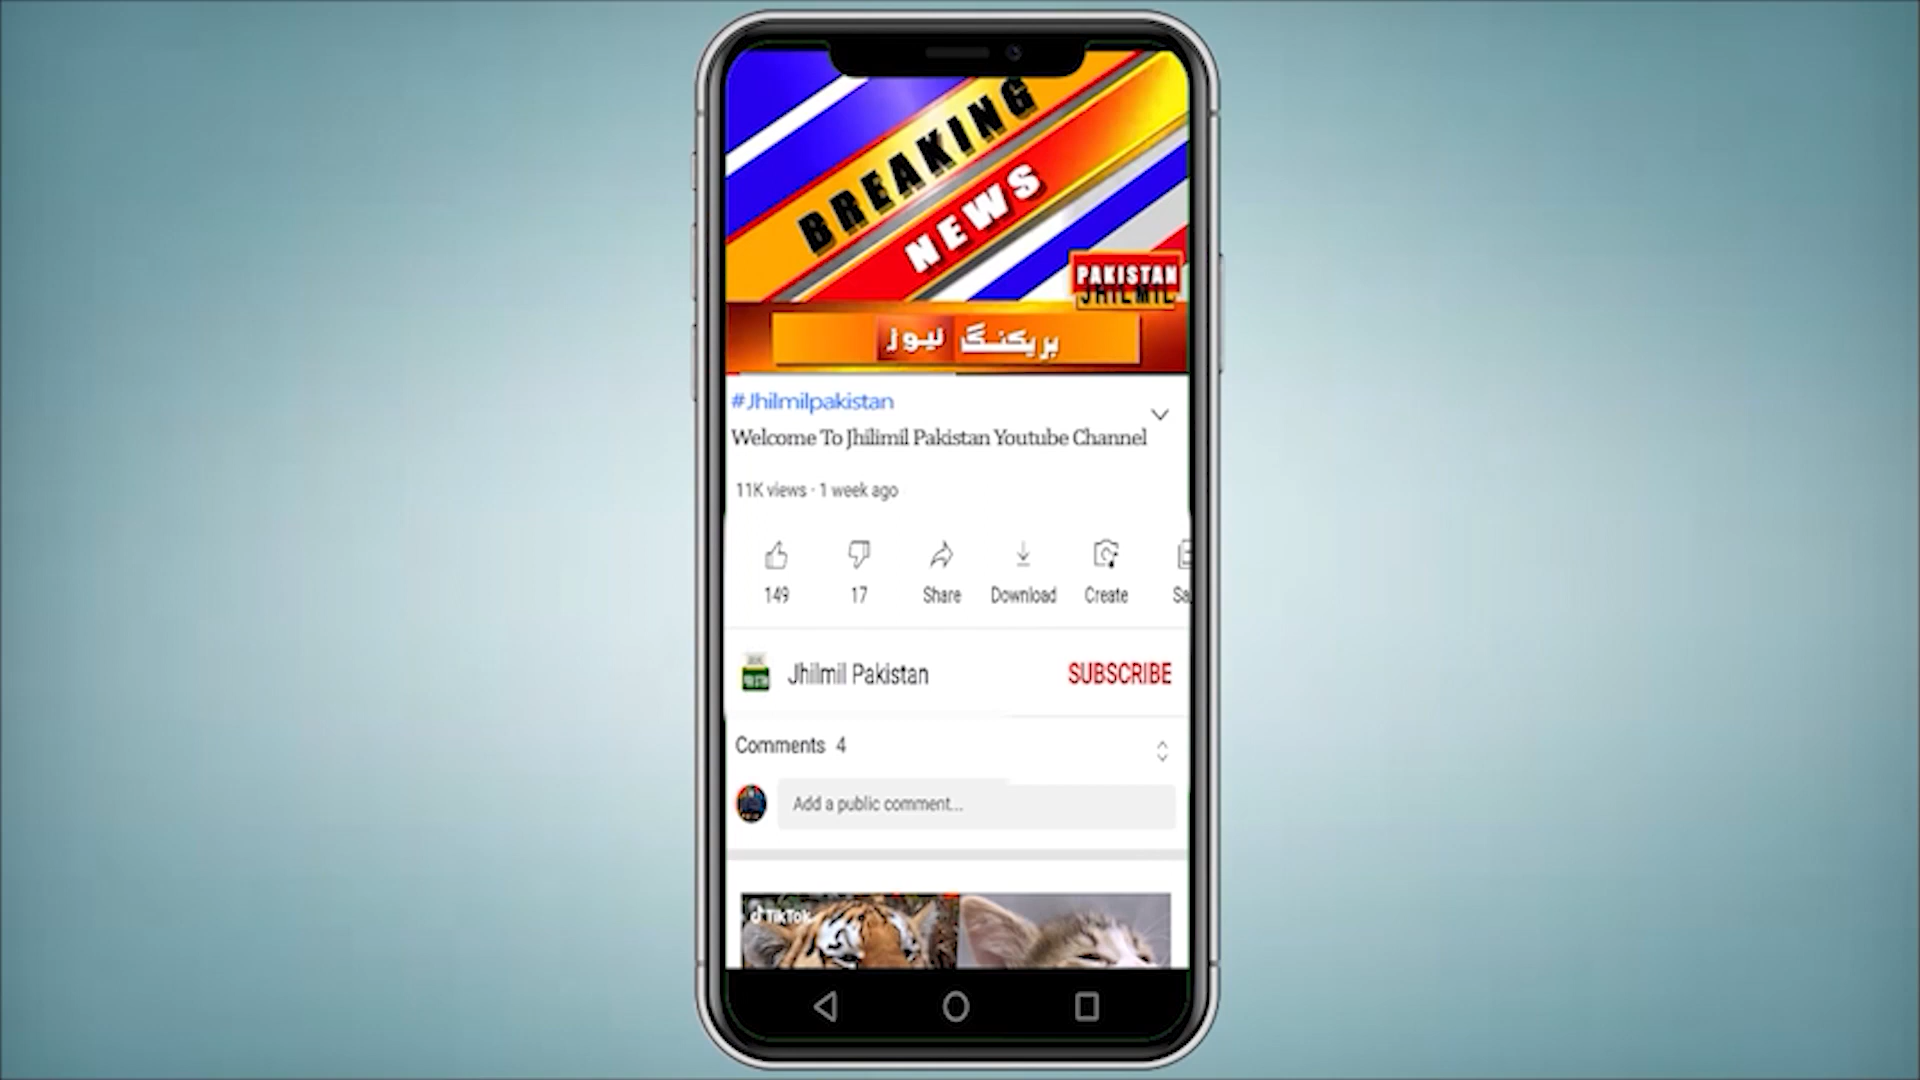 BREAKING
NEWS
PAKISTAN
JHILMIL
بریکنگ نیوز
#Jhilmilpakistan
Welcome To Jhilimil Pakistan Youtube Channel
11K views · 1 week ago
149
17
Share
Download
Create
Sa
Jhilmil Pakistan
SUBSCRIBE
Comments 4
Add a public comment...
TikTok